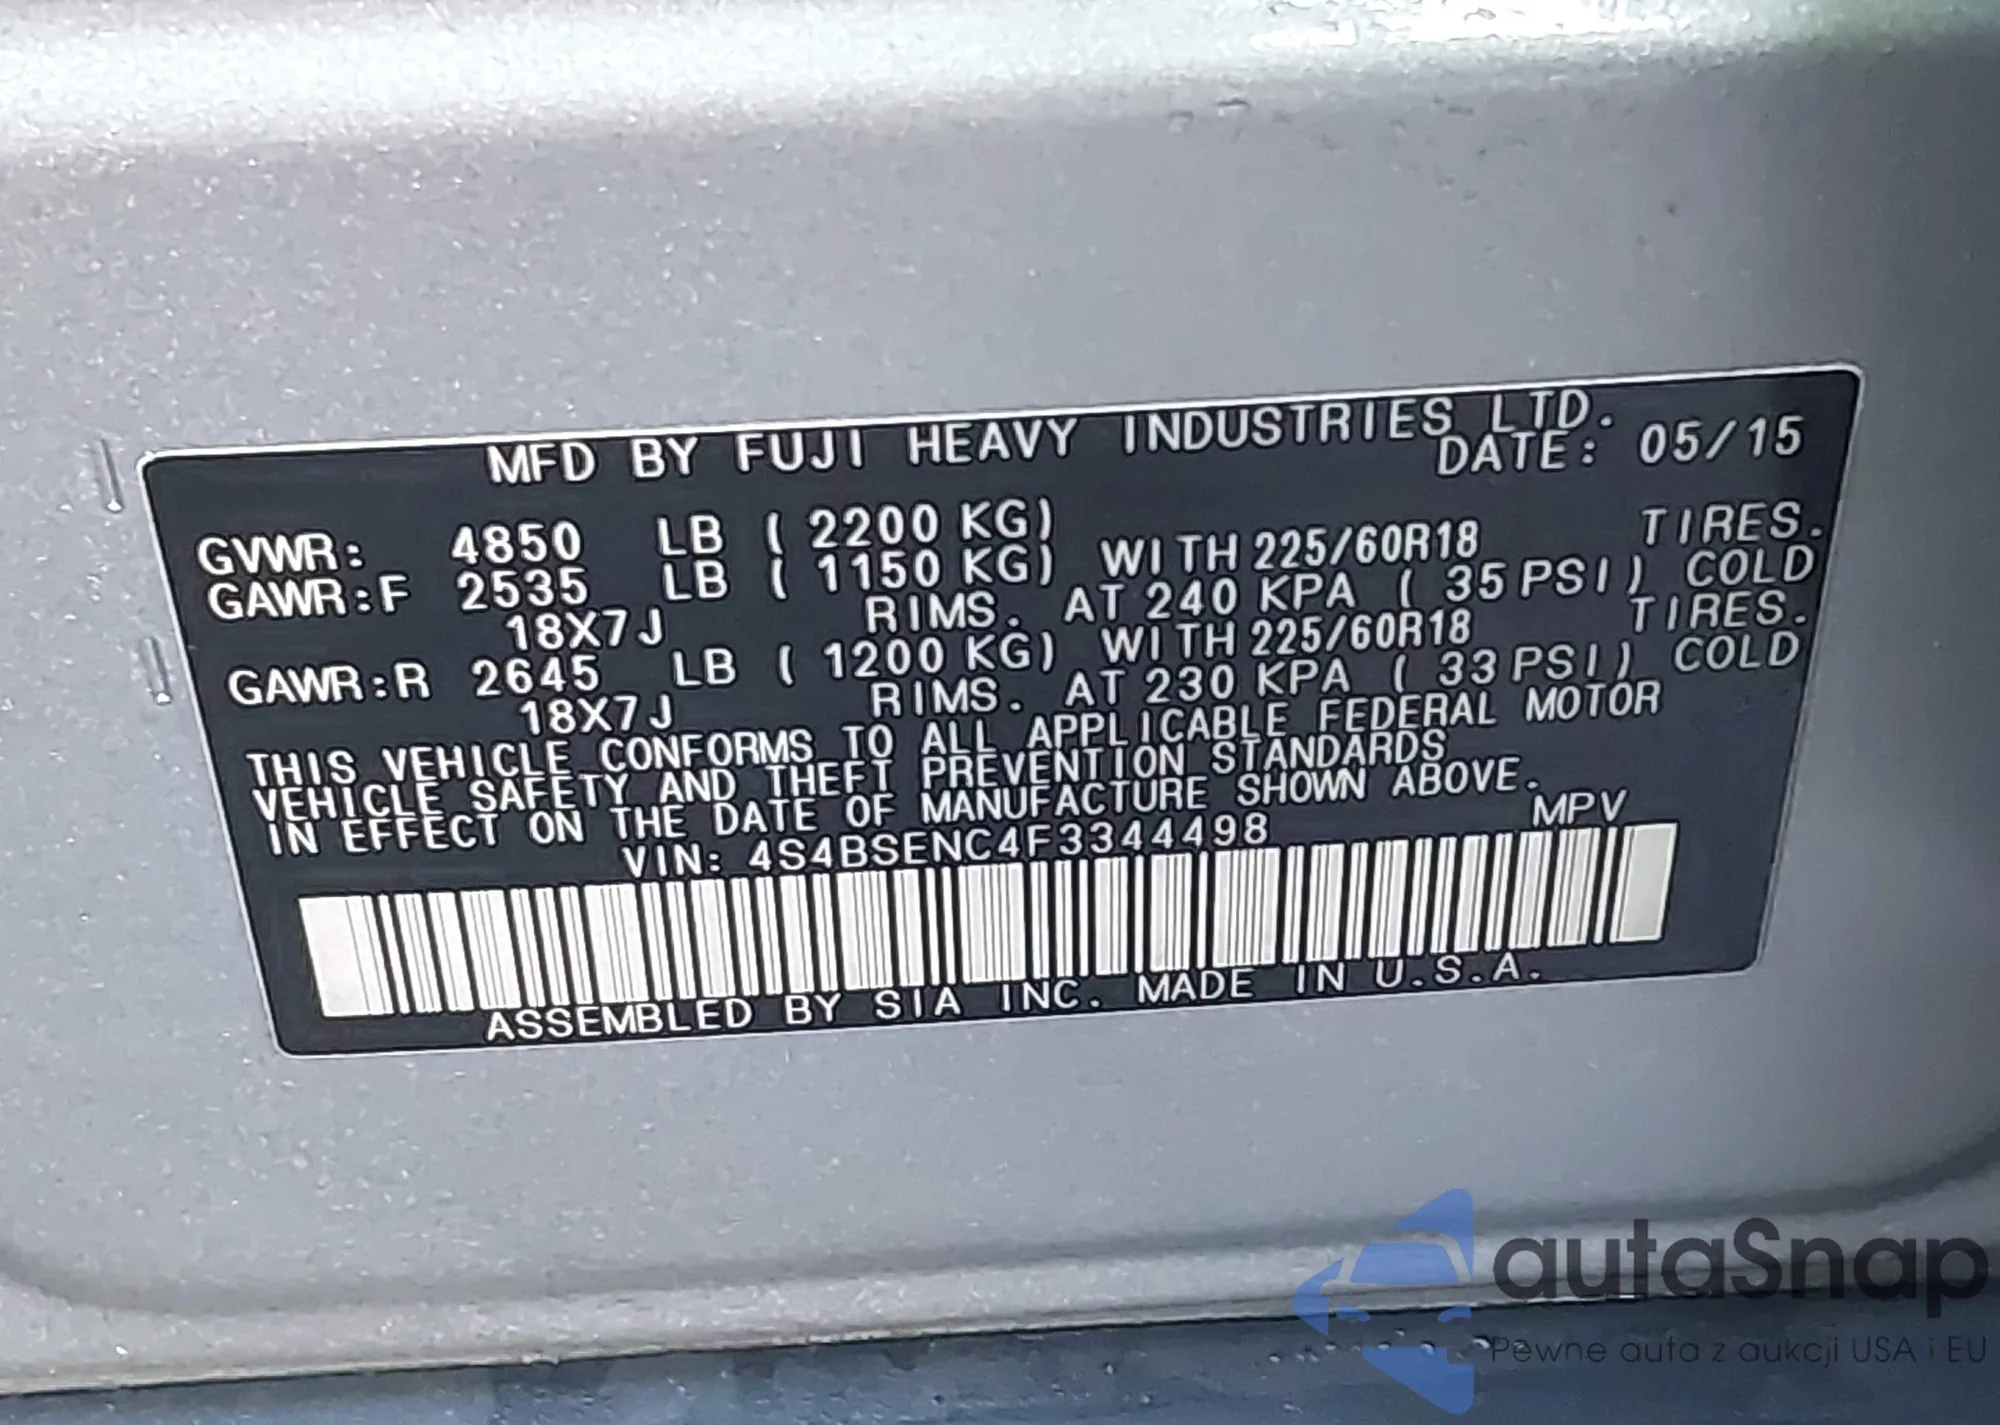 MFD BY FUJI HEAVY INDUSTRIES LTD.
DATE: 05/15
GVWR: 4850 LB ( 2200 KG)
GAWR:F 2535 LB ( 1150 KG) WITH 225/60R18 TIRES.
18X7J RIMS. AT 240 KPA ( 35 PSI) COLD
GAWR:R 2645 LB ( 1200 KG) WITH 225/60R18 TIRES.
18X7J RIMS. AT 230 KPA ( 33 PSI) COLD
THIS VEHICLE CONFORMS TO ALL APPLICABLE FEDERAL MOTOR
VEHICLE SAFETY AND THEFT PREVENTION STANDARDS
IN EFFECT ON THE DATE OF MANUFACTURE SHOWN ABOVE.
VIN: 4S4BSENC4F3344498 MPV
ASSEMBLED BY SIA INC. MADE IN U.S.A.
autaSnap
Pewne auta z aukcji USA i EU